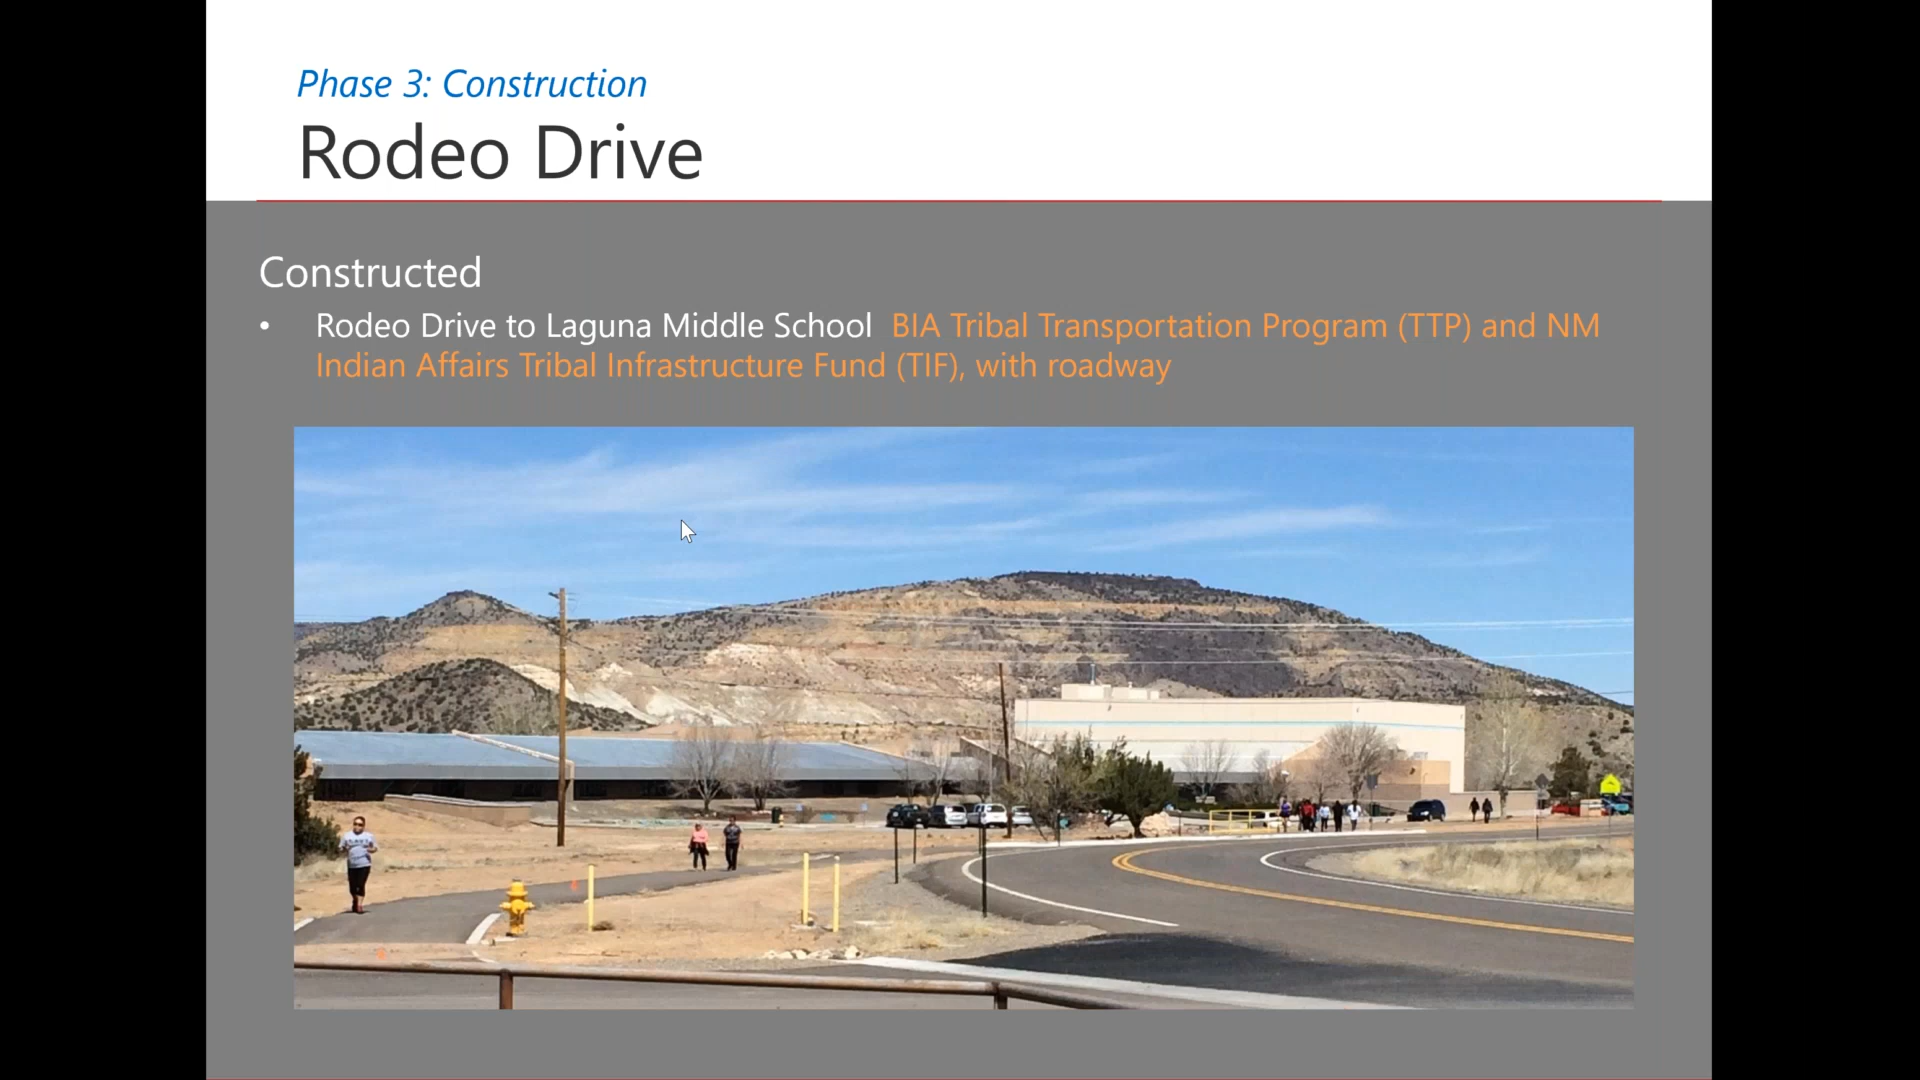 Phase 3: Construction
Rodeo Drive
Constructed
• Rodeo Drive to Laguna Middle School BIA Tribal Transportation Program (TTP) and NM
Indian Affairs Tribal Infrastructure Fund (TIF), with roadway